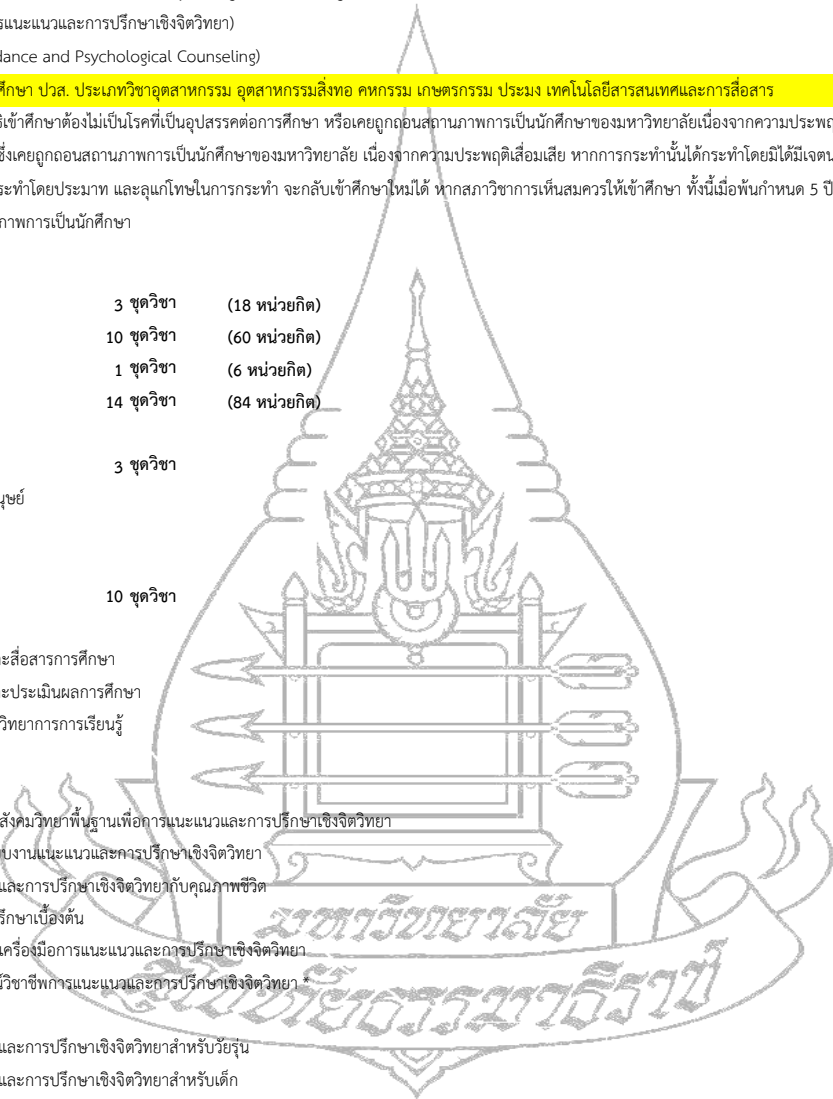 รแนะแนวและการปรึกษาเชิงจิตวิทยา)
dance and Psychological Counseling)
ศึกษา ปวส. ประเภทวิชาอุตสาหกรรม อุตสาหกรรมสิ่งทอ คหกรรม เกษตรกรรม ประมง เทคโนโลยีสารสนเทศและการสื่อสาร
ธิเข้าศึกษาต้องไม่เป็นโรคที่เป็นอุปสรรคต่อการศึกษา หรือเคยถูกถอนสถานภาพการเป็นนักศึกษาของมหาวิทยาลัยเนื่องจากความประพฤ
ซึ่งเคยถูกถอนสถานภาพการเป็นนักศึกษาของมหาวิทยาลัย เนื่องจากความประพฤติเสื่อมเสีย หากการกระทำนั้นได้กระทำโดยมิได้มีเจตน
ระทำโดยประมาท และลุแก่โทษในการกระทำ จะกลับเข้าศึกษาใหม่ได้ หากสภาวิชาการเห็นสมควรให้เข้าศึกษา ทั้งนี้เมื่อพ้นกำหนด 5 ปี
ภาพการเป็นนักศึกษา
3 ชุดวิชา (18 หน่วยกิต)
10 ชุดวิชา (60 หน่วยกิต)
1 ชุดวิชา (6 หน่วยกิต)
14 ชุดวิชา (84 หน่วยกิต)
3 ชุดวิชา
นุษย์
10 ชุดวิชา
ะสื่อสารการศึกษา
ะประเมินผลการศึกษา
วิทยาการการเรียนรู้
สังคมวิทยาพื้นฐานเพื่อการแนะแนวและการปรึกษาเชิงจิตวิทยา
บงานแนะแนวและการปรึกษาเชิงจิตวิทยา
และการปรึกษาเชิงจิตวิทยากับคุณภาพชีวิต
รึกษาเบื้องต้น
เครื่องมือการแนะแนวและการปรึกษาเชิงจิตวิทยา
์วิชาชีพการแนะแนวและการปรึกษาเชิงจิตวิทยา *
และการปรึกษาเชิงจิตวิทยาสำหรับวัยรุ่น
และการปรึกษาเชิงจิตวิทยาสำหรับเด็ก
มหาวิทยาลัย
สุโขทัยธรรมาธิราช